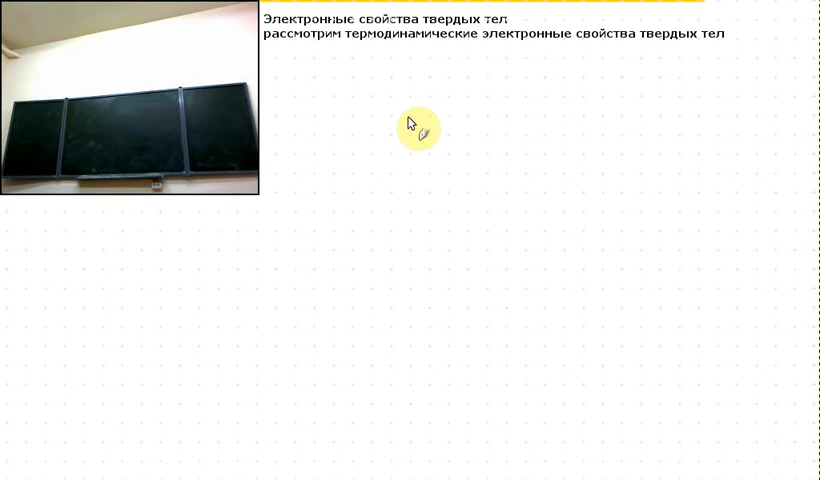 Электронные свойства твердых тел
рассмотрим термодинамические электронные свойства твердых тел